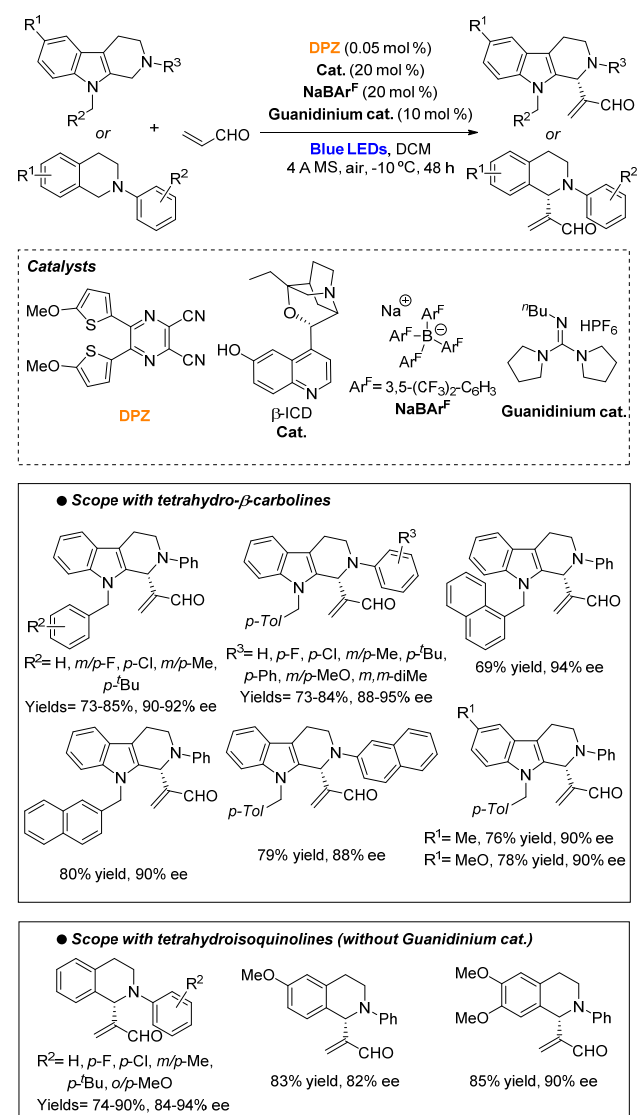 R1
N
N
R3
R2
or
R1
N
R2
+
CHO
DPZ (0.05 mol %)
Cat. (20 mol %)
NaBArF (20 mol %)
Guanidinium cat. (10 mol %)
Blue LEDs, DCM
4 A MS, air, -10 ºC, 48 h
R1
N
R3
N
CHO
R2
or
R1
N
R2
CHO
Catalysts
MeO
S
N
CN
N
CN
S
MeO
DPZ
N
O
HO
N
β-ICD
Cat.
Na⊕
ArF
ArF B⊖ ArF
ArF
ArF= 3,5-(CF3)2-C6H3
NaBArF
nBu
N
HPF6
N
N
Guanidinium cat.
● Scope with tetrahydro-β-carbolines
N Ph
N
CHO
R2
R2= H, m/p-F, p-Cl, m/p-Me,
p-tBu
Yields= 73-85%, 90-92% ee
R3
N
N
CHO
p-Tol
R3= H, p-F, p-Cl, m/p-Me, p-tBu,
p-Ph, m/p-MeO, m,m-diMe
Yields= 73-84%, 88-95% ee
N Ph
N
CHO
69% yield, 94% ee
N Ph
N
CHO
80% yield, 90% ee
N
N
CHO
p-Tol
79% yield, 88% ee
R1
N Ph
N
CHO
p-Tol
R1= Me, 76% yield, 90% ee
R1= MeO, 78% yield, 90% ee
● Scope with tetrahydroisoquinolines (without Guanidinium cat.)
N
R2
CHO
R2= H, p-F, p-Cl, m/p-Me,
p-tBu, o/p-MeO
Yields= 74-90%, 84-94% ee
MeO
N
Ph
CHO
83% yield, 82% ee
MeO
MeO
N
Ph
CHO
85% yield, 90% ee